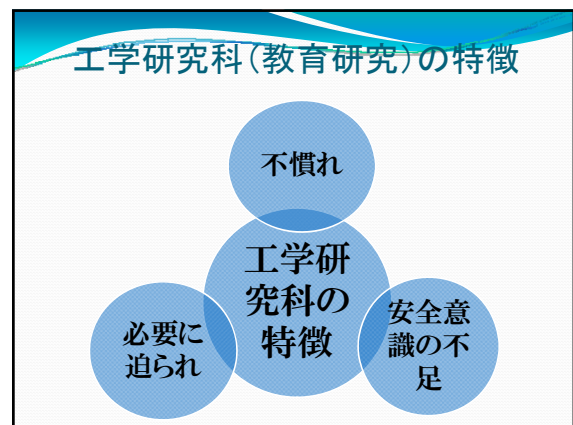 工学研究科(教育研究)の特徴
不慣れ
工学研
究科の
特徴
必要に
迫られ
安全意
識の不
足